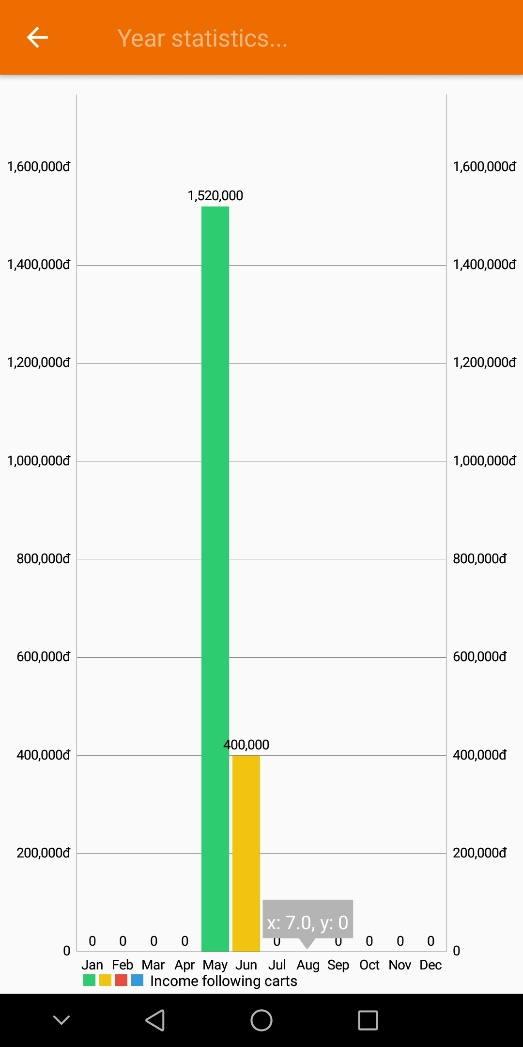 Year statistics...
1,600,000đ 1,600,000đ
1,520,000
1,400,000đ 1,400,000đ
1,200,000đ 1,200,000đ
1,000,000đ 1,000,000đ
800,000đ 800,000đ
600,000đ 600,000đ
400,000
400,000đ 400,000đ
200,000đ 200,000đ
x: 7.0, y: 0
0 0 0 0 0 0 0 0 0
0 0
Jan Feb Mar Apr May Jun Jul Aug Sep Oct Nov Dec
Income following carts